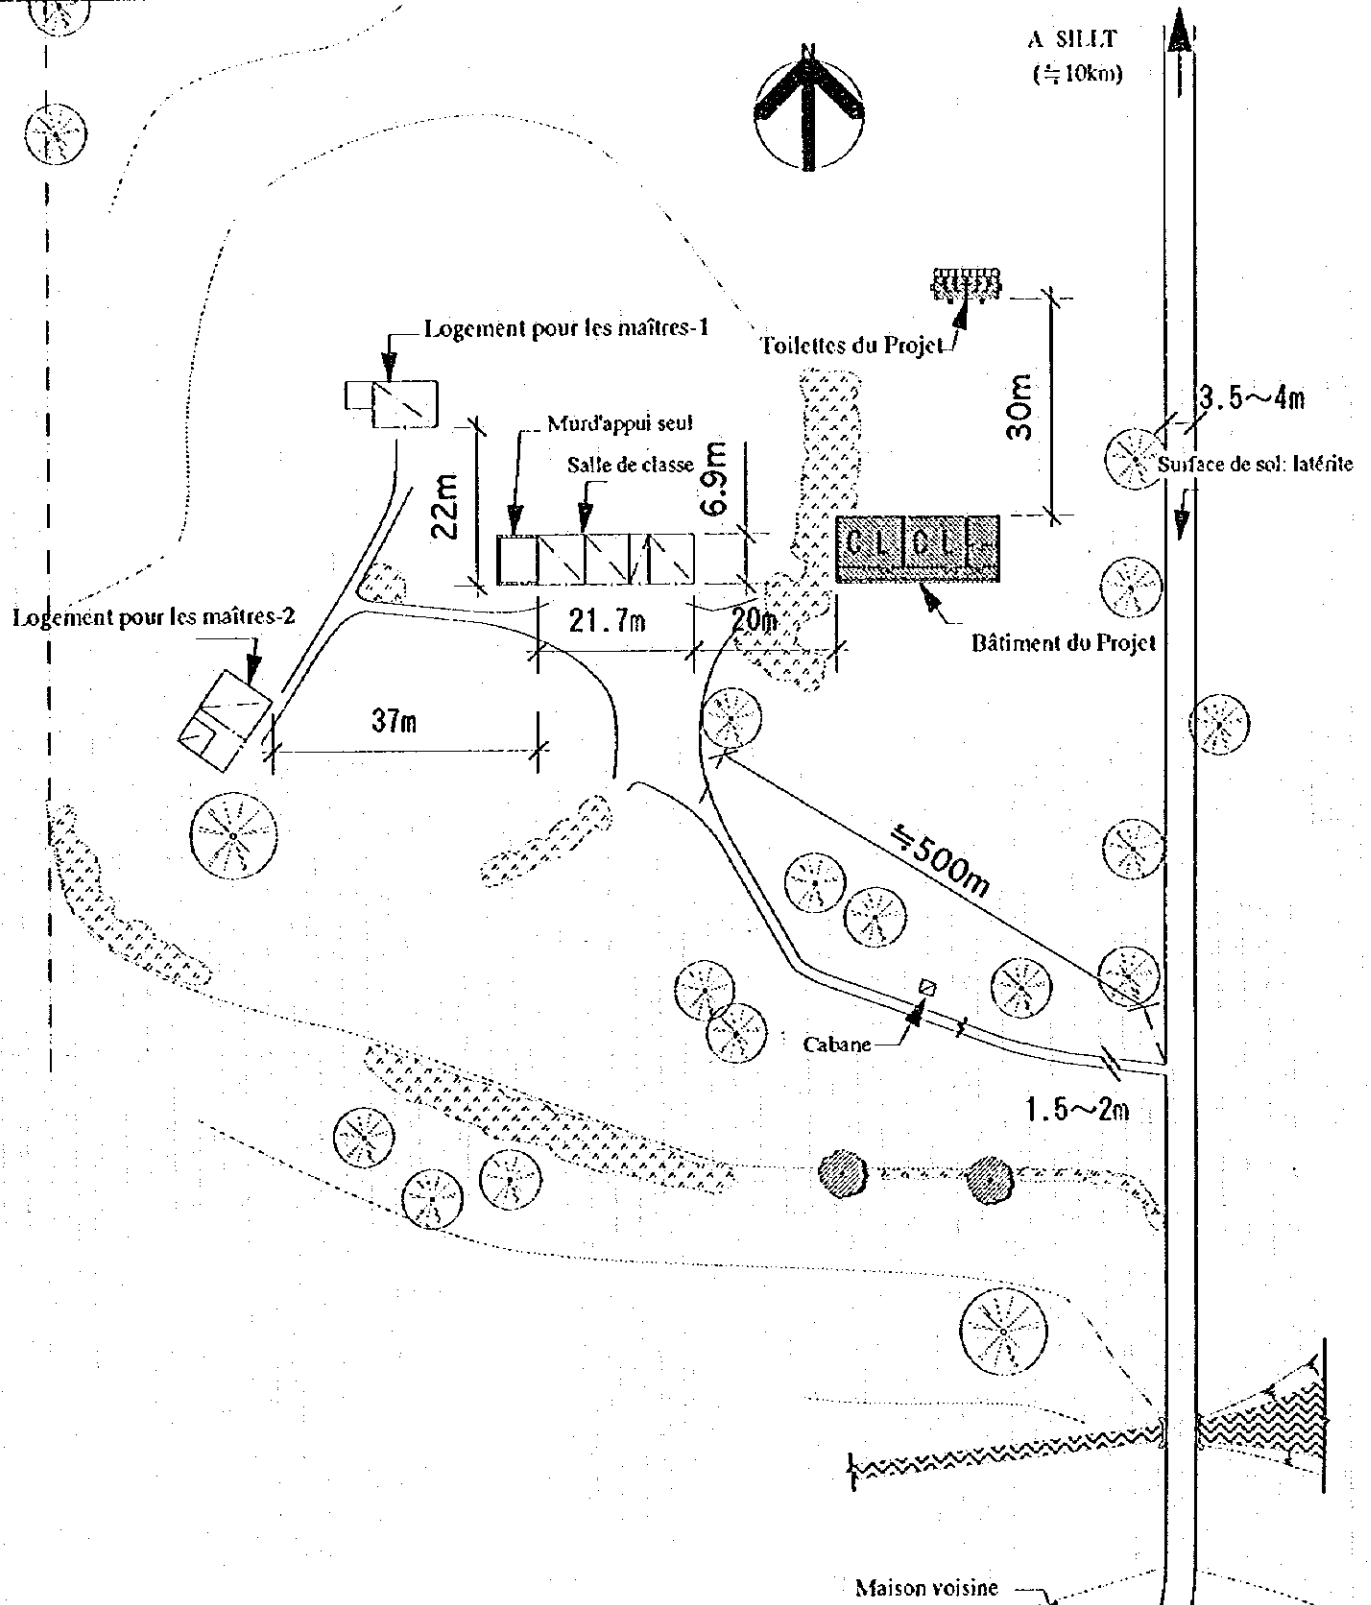 A SILLT
(≒10km)
N
Logement pour les maîtres-1
Toilettes du Projet
30m
3.5~4m
Murd'appui seul
Salle de classe
6.9m
22m
Surface de sol: latérite
C L C L
Logement pour les maîtres-2
21.7m
20m
Bâtiment du Projet
37m
≒500m
Cabane
1.5~2m
Maison voisine